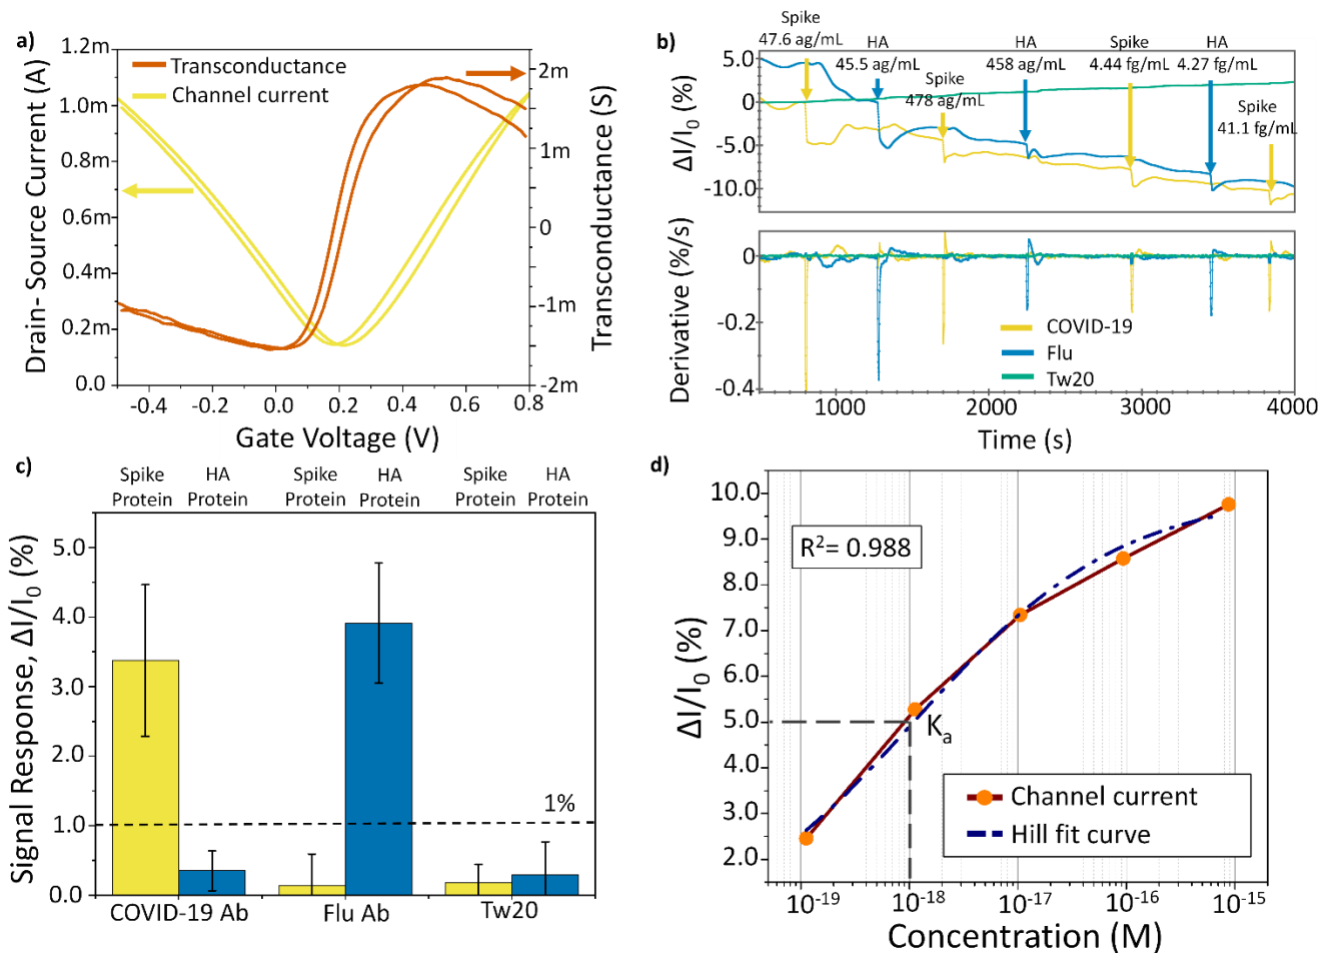 a)
1.2m
1.0m
0.8m
0.6m
0.4m
0.2m
0.0
Drain- Source Current (A)
Transconductance
Channel current
2m
1m
0
-1m
-2m
Transconductance (S)
-0.4
-0.2
0.0
0.2
0.4
0.6
0.8
Gate Voltage (V)
b)
Spike
47.6 ag/mL
HA
45.5 ag/mL
Spike
478 ag/mL
HA
458 ag/mL
Spike
4.44 fg/mL
HA
4.27 fg/mL
Spike
41.1 fg/mL
5.0
0
-5.0
-10.0
ΔI/I0 (%)
0
-0.2
-0.4
Derivative (%/s)
COVID-19
Flu
Tw20
1000
2000
3000
4000
Time (s)
c)
Spike
Protein
HA
Protein
Spike
Protein
HA
Protein
Spike
Protein
HA
Protein
5.0
4.0
3.0
2.0
1.0
0.0
Signal Response, ΔI/I0 (%)
1%
COVID-19 Ab
Flu Ab
Tw20
d)
10.0
9.0
8.0
7.0
6.0
5.0
4.0
3.0
2.0
ΔI/I0 (%)
R2= 0.988
Ka
Channel current
Hill fit curve
10-19
10-18
10-17
10-16
10-15
Concentration (M)